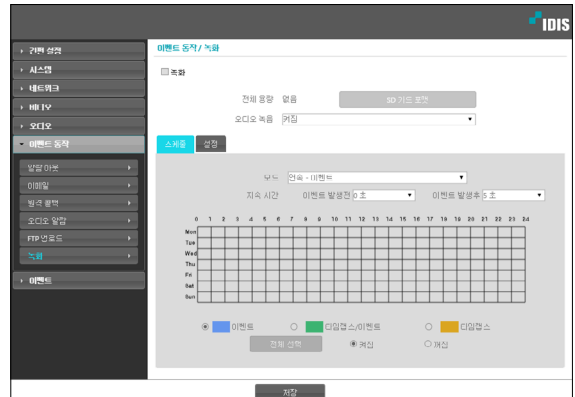 IDIS
간편 설정
시스템
네트워크
비디오
오디오
이벤트 동작
알람 아웃
이메일
원격 콜백
오디오 알람
FTP 업로드
녹화
이벤트
이벤트 동작 / 녹화
녹화
전체 용량 없음 SD 카드 포맷
오디오 녹음 켜짐
스케줄 설정
모드 연속 - 이벤트
지속 시간 이벤트 발생전 0 초 이벤트 발생후 5 초
0 1 2 3 4 5 6 7 8 9 10 11 12 13 14 15 16 17 18 19 20 21 22 23 24
Mon
Tue
Wed
Thu
Fri
Sat
Sun
이벤트 타임랩스/이벤트 타임랩스
전체 선택 켜짐 꺼짐
저장